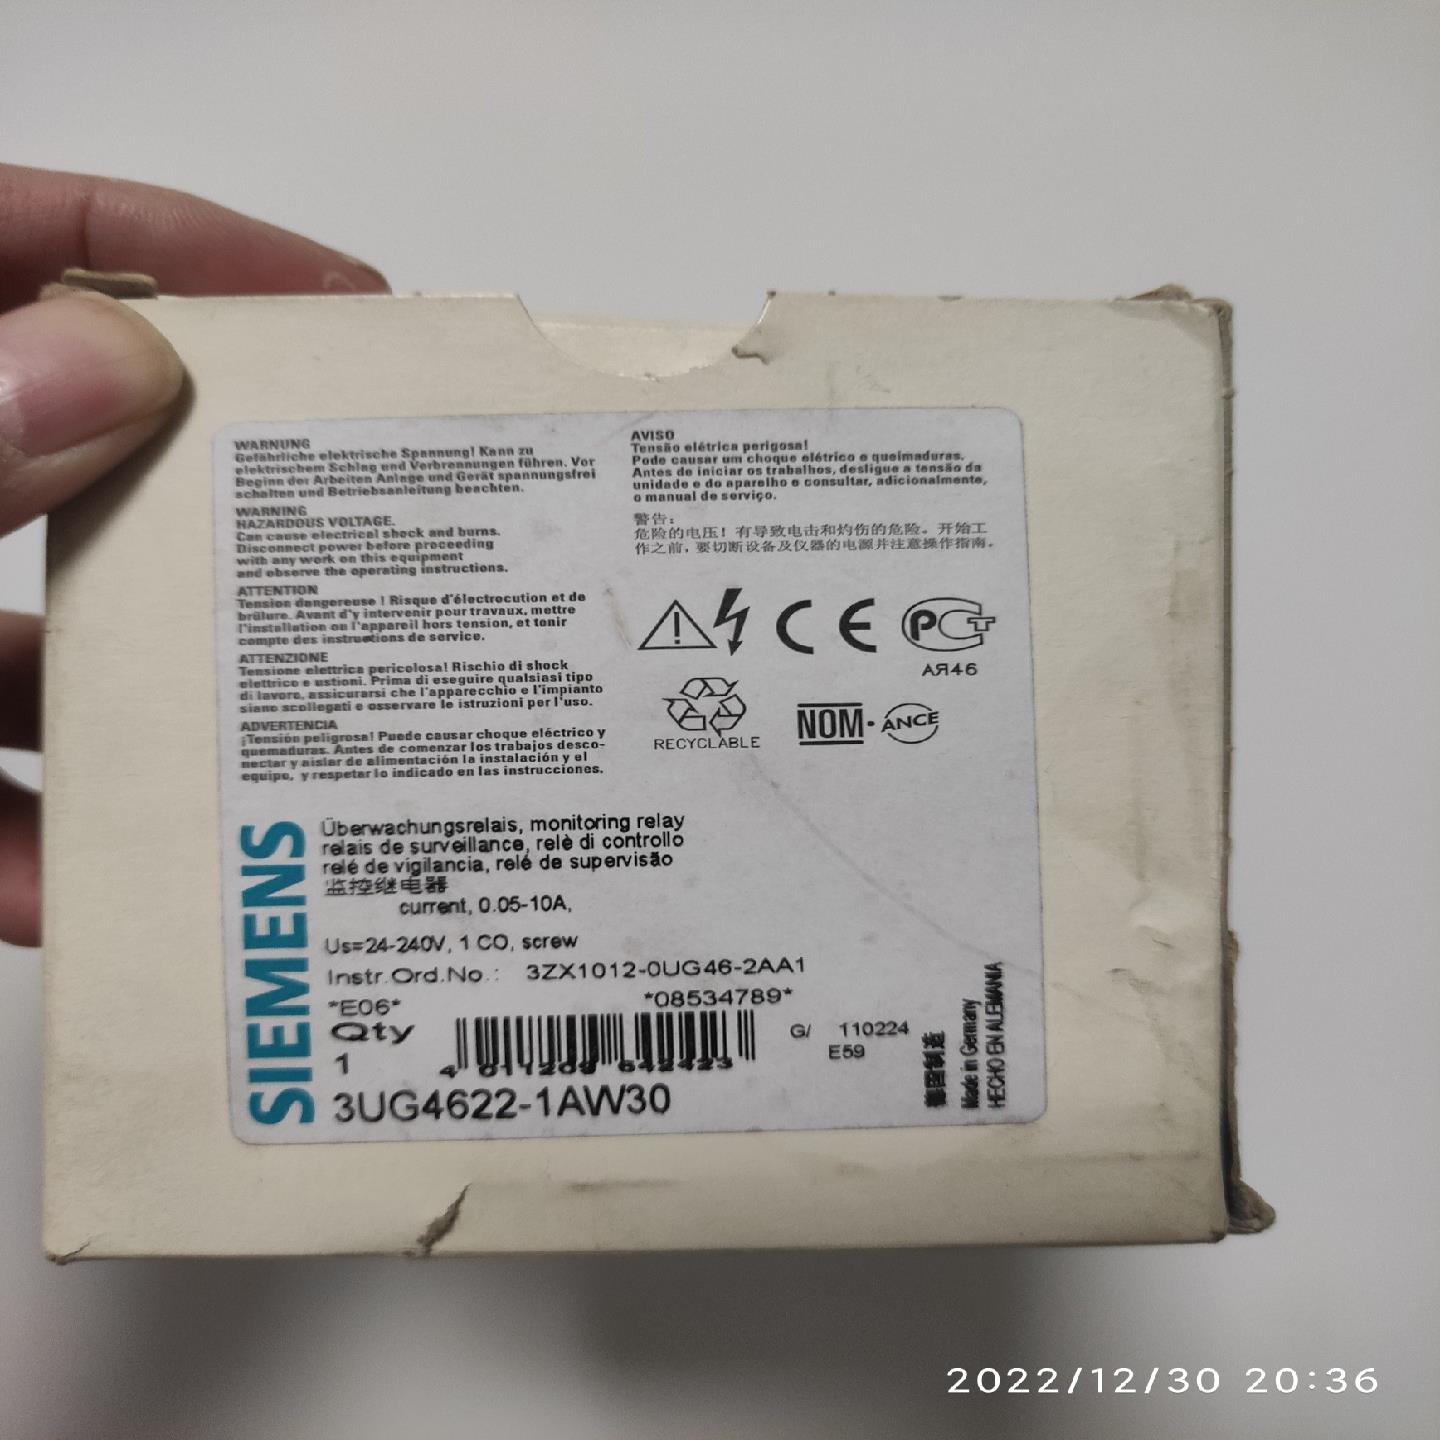 WARNUNG
Gefährliche elektrische Spannung! Kann zu
elektrischem Schlag und Verbrennungen führen. Vor
Beginn der Arbeiten Anlage und Gerät spannungsfrei
schalten und Betriebsanleitung beachten.
WARNING
HAZARDOUS VOLTAGE.
Can cause electrical shock and burns.
Disconnect power before proceeding
with any work on this equipment
and observe the operating instructions.
ATTENTION
Tension dangereuse ! Risque d'électrocution et de
brûlure. Avant d'y intervenir pour travaux, mettre
l'installation ou l'appareil hors tension, et tenir
compte des instructions de service.
ATTENZIONE
Tensione elettrica pericolosa! Rischio di shock
elettrico e ustioni. Prima di eseguire qualsiasi tipo
di lavoro, assicurarsi che l'apparecchio e l'impianto
siano scollegati e osservare le istruzioni per l'uso.
ADVERTENCIA
¡Tensión peligrosa! Puede causar choque eléctrico y
quemaduras. Antes de comenzar los trabajos desco-
nectar y aislar de alimentación la instalación y el
equipo, y respetar lo indicado en las instrucciones.
AVISO
Tensão elétrica perigosa!
Pode causar um choque elétrico e queimaduras.
Antes de iniciar os trabalhos, desligue a tensão da
unidade e do aparelho e consultar, adicionalmente,
o manual de serviço.
警告:
危险的电压! 有导致电击和灼伤的危险。开始工
作之前, 要切断设备及仪器的电源并注意操作指南。
CE PCT
АЯ46
RECYCLABLE
NOM · ANCE
SIEMENS
Überwachungsrelais, monitoring relay
relais de surveillance, relè di controllo
relé de vigilancia, relé de supervisão
监控继电器
current, 0.05-10A,
Us=24-240V, 1 CO, screw
Instr.Ord.No.: 3ZX1012-0UG46-2AA1
*E06* *08534789*
Qty
1
4 011209 642423
G/ 110224
E59
3UG4622-1AW30
德国制造
Made in Germany
HECHO EN ALEMANIA
2022/12/30 20:36